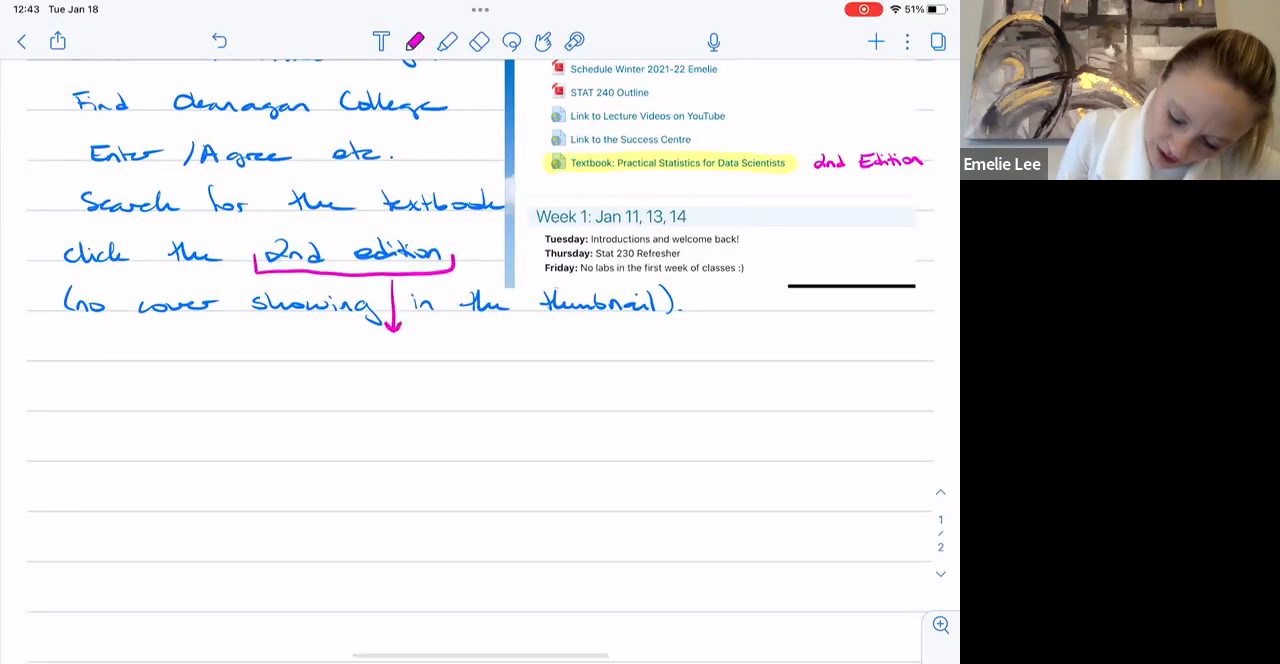 12:43 Tue Jan 18
51%
Find Okanagan College
Enter /Agree etc.
Search for the textbook
click the 2nd edition
(no cover showing in the thumbnail).
Schedule Winter 2021-22 Emelie
STAT 240 Outline
Link to Lecture Videos on YouTube
Link to the Success Centre
Textbook: Practical Statistics for Data Scientists 2nd Edition
Week 1: Jan 11, 13, 14
Tuesday: Introductions and welcome back!
Thursday: Stat 230 Refresher
Friday: No labs in the first week of classes :)
1
/
2
Emelie Lee